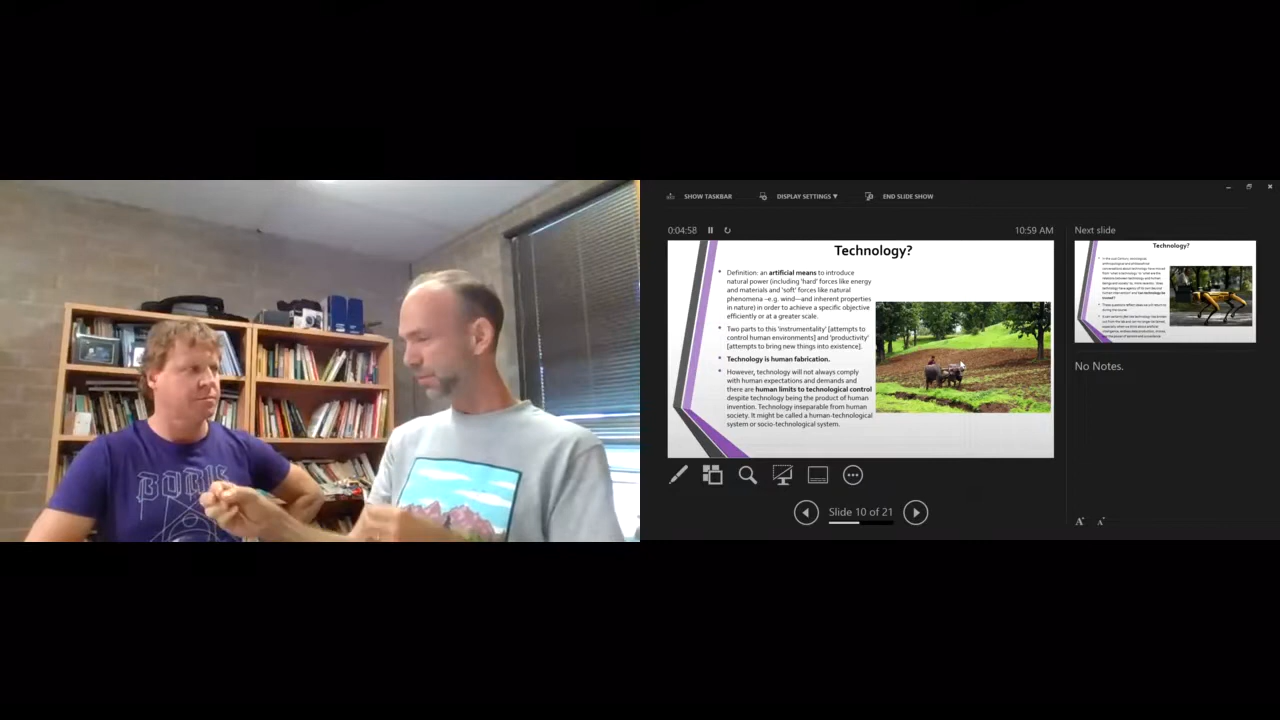 BODIE
SHOW TASKBAR
DISPLAY SETTINGS ▼
END SLIDE SHOW
0:04:58
10:59 AM
Technology?
Definition: an artificial means to introduce
natural power (including 'hard' forces like energy
and materials and 'soft' forces like natural
phenomena –e.g. wind—and inherent properties
in nature) in order to achieve a specific objective
efficiently or at a greater scale.
Two parts to this 'instrumentality' [attempts to
control human environments] and 'productivity'
[attempts to bring new things into existence].
Technology is human fabrication.
However, technology will not always comply
with human expectations and demands and
there are human limits to technological control
despite technology being the product of human
invention. Technology inseparable from human
society. It might be called a human-technological
system or socio-technological system.
Slide 10 of 21
Next slide
Technology?
No Notes.
A
A